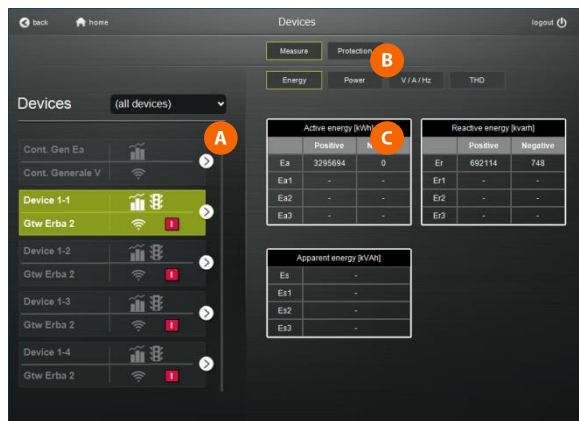 back home Devices logout
Measure Protection
B
Energy Power V / A / Hz THD
Devices (all devices)
A
C
Active energy [kWh]
Positive
Ea 3295694 0
Ea1 - -
Ea2 - -
Ea3 - -
Reactive energy [kvarh]
Positive Negative
Er 692114 748
Er1 - -
Er2 - -
Er3 - -
Cont. Gen Ea
Cont. Generale V
Device 1-1
Gtw Erba 2 I
Device 1-2
Gtw Erba 2 I
Device 1-3
Gtw Erba 2 I
Device 1-4
Gtw Erba 2 I
Apparent energy [kVAh]
Es -
Es1 -
Es2 -
Es3 -